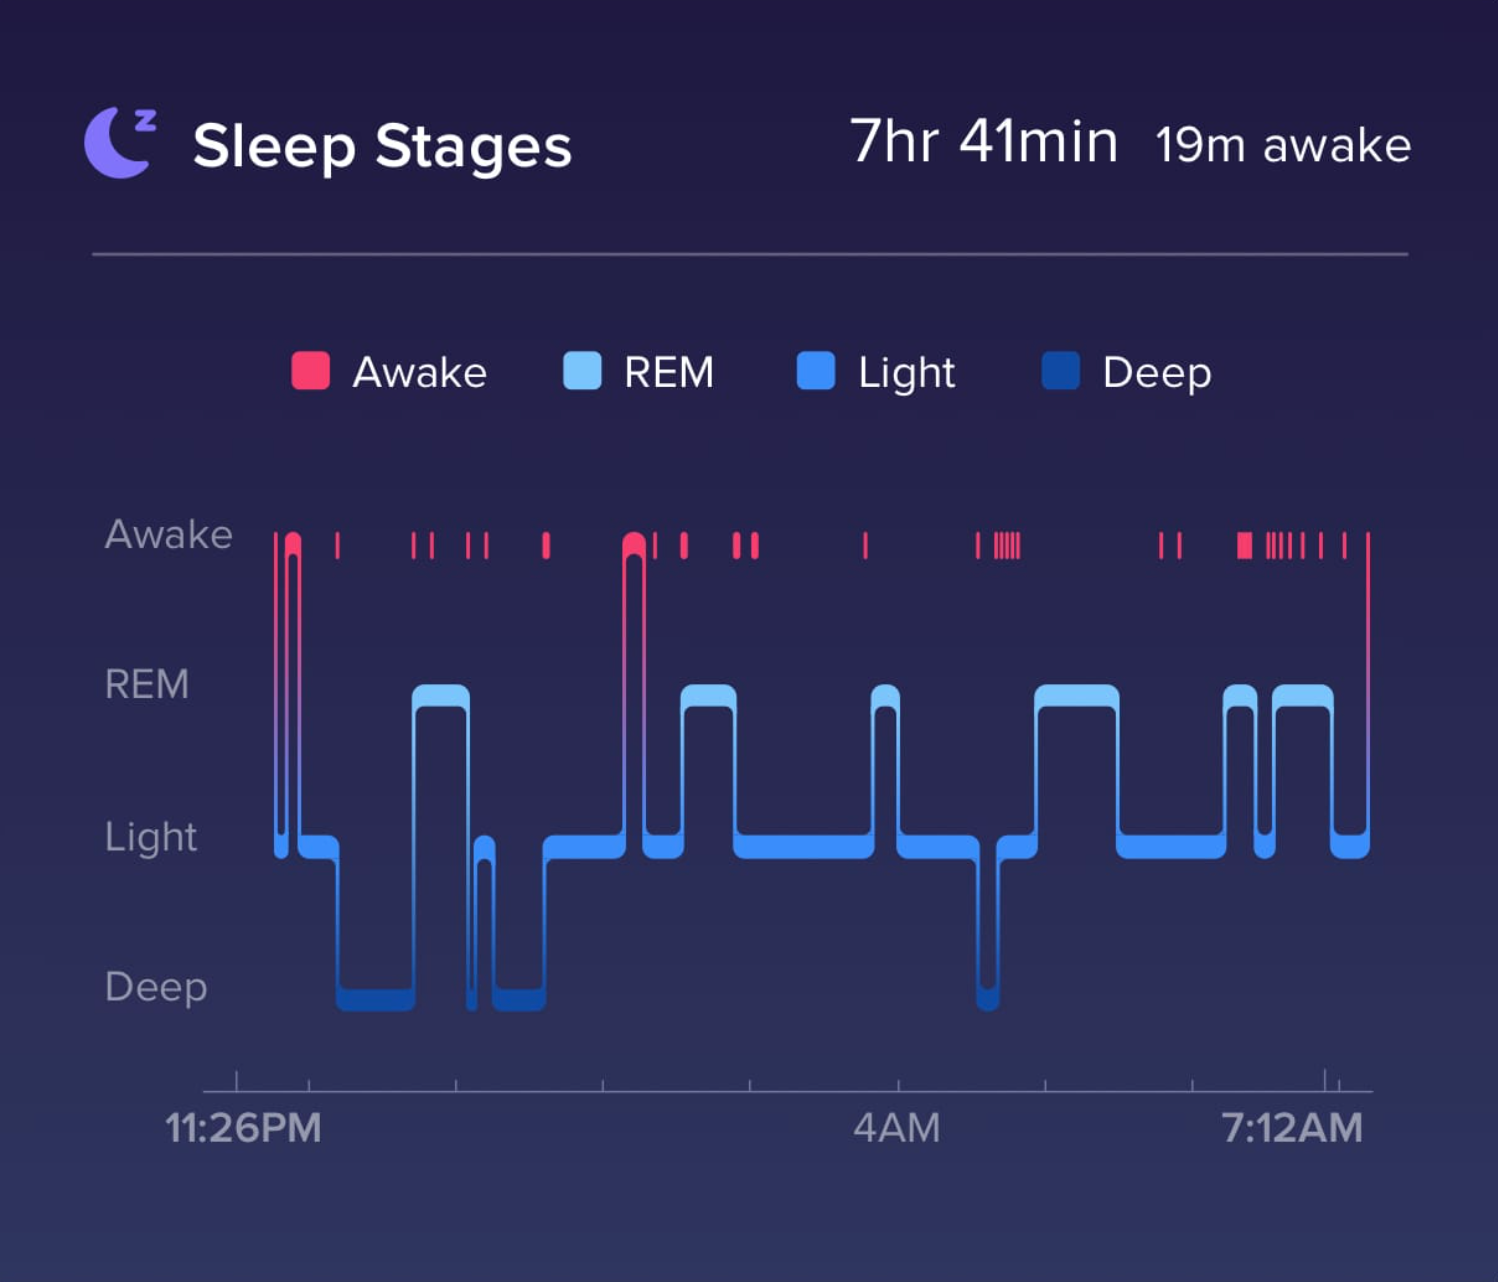 Sleep Stages 7hr 41min 19m awake
Awake REM Light Deep
Awake
REM
Light
Deep
11:26PM 4AM 7:12AM